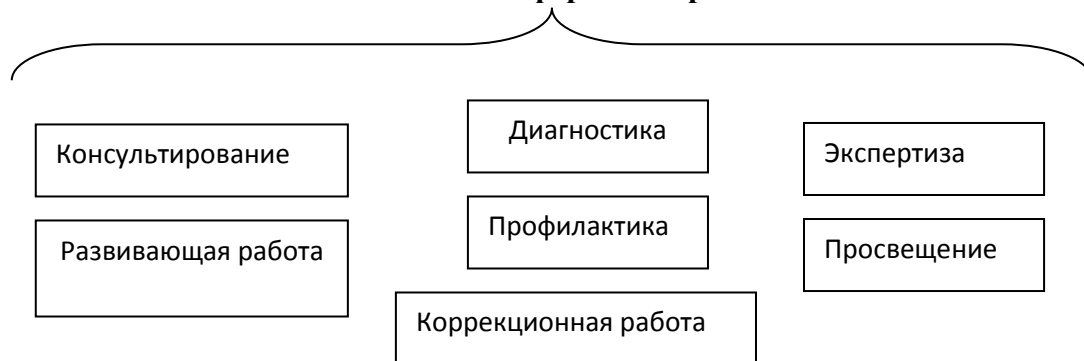 Консультирование
Диагностика
Экспертиза
Развивающая работа
Профилактика
Просвещение
Коррекционная работа